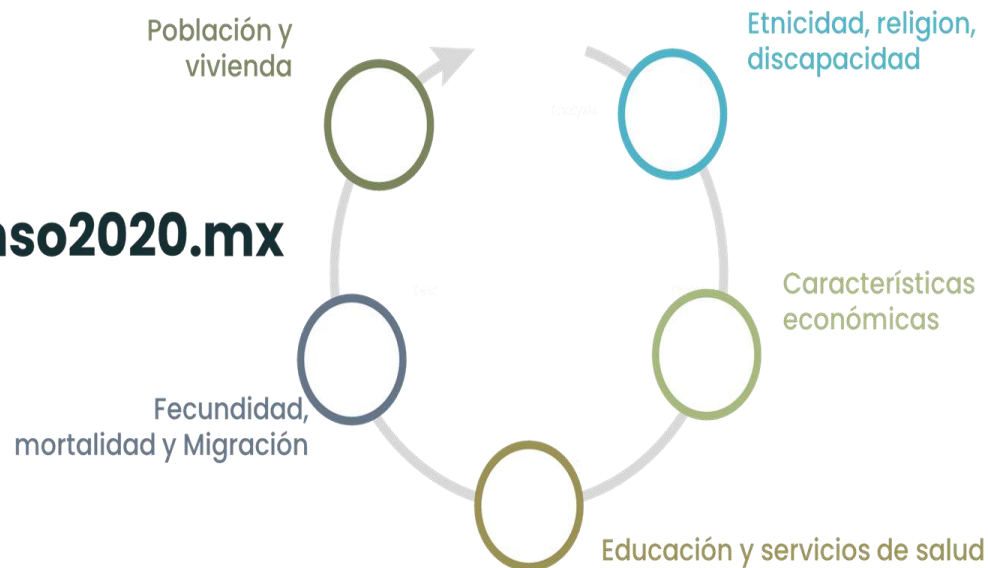 Población y
vivienda
Etnicidad, religion,
discapacidad
nso2020.mx
Características
económicas
Fecundidad,
mortalidad y Migración
Educación y servicios de salud